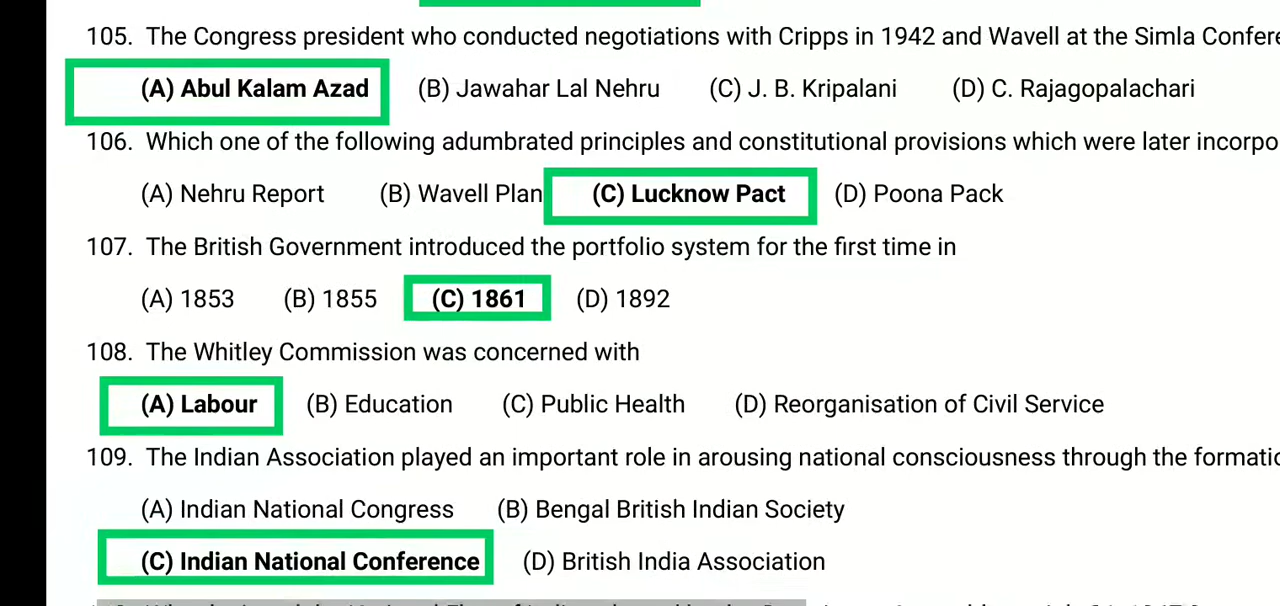 105. The Congress president who conducted negotiations with Cripps in 1942 and Wavell at the Simla
(A) Abul Kalam Azad (B) Jawahar Lal Nehru (C) J. B. Kripalani (D) C. Rajagopalachari
106. Which one of the following adumbrated principles and constitutional provisions which were later
(A) Nehru Report (B) Wavell Plan (C) Lucknow Pact (D) Poona Pack
107. The British Government introduced the portfolio system for the first time in
(A) 1853 (B) 1855 (C) 1861 (D) 1892
108. The Whitley Commission was concerned with
(A) Labour (B) Education (C) Public Health (D) Reorganisation of Civil Service
109. The Indian Association played an important role in arousing national consciousness through the
(A) Indian National Congress (B) Bengal British Indian Society
(C) Indian National Conference (D) British India Association